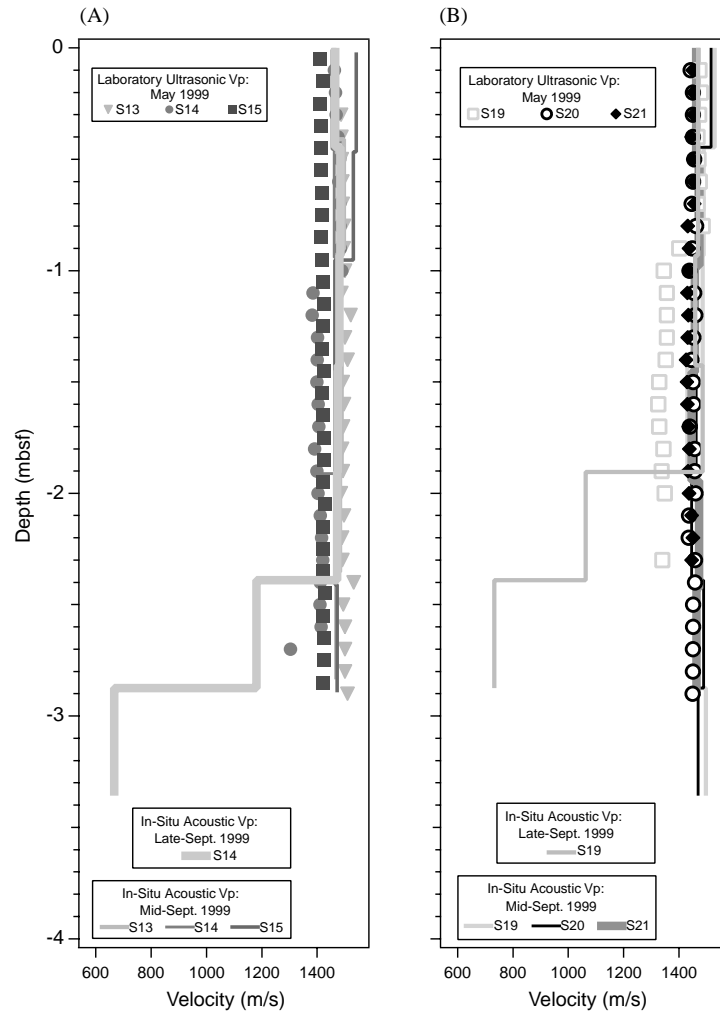 (A)
(B)
0
Laboratory Ultrasonic Vp:
May 1999
S13 S14 S15
Laboratory Ultrasonic Vp:
May 1999
S19 S20 S21
-1
-2
-3
-4
Depth (mbsf)
In-Situ Acoustic Vp:
Late-Sept. 1999
S14
In-Situ Acoustic Vp:
Late-Sept. 1999
S19
In-Situ Acoustic Vp:
Mid-Sept. 1999
S13 S14 S15
In-Situ Acoustic Vp:
Mid-Sept. 1999
S19 S20 S21
600 800 1000 1200 1400
600 800 1000 1200 1400
Velocity (m/s)
Velocity (m/s)